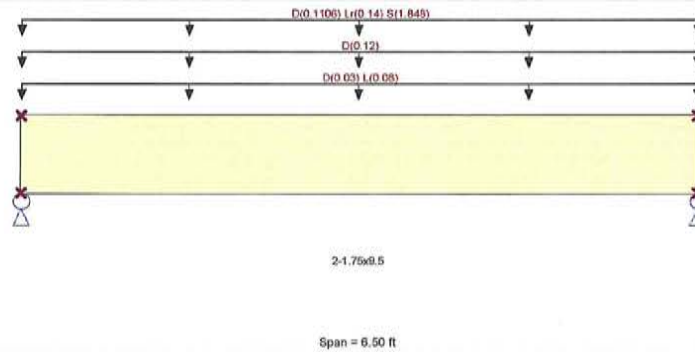 D(0.1106) Lr(0.14) S(1.848)
D(0.12)
D(0.03) L(0.08)
2-1.75x9.5
Span = 6.50 ft